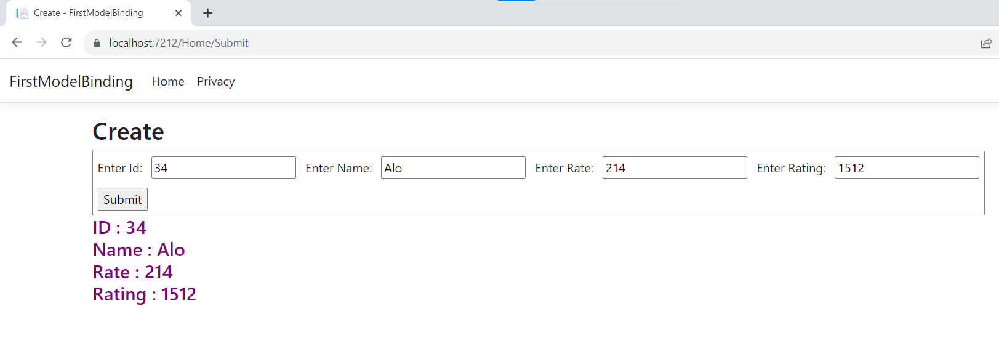 Create - FirstModelBinding
localhost:7212/Home/Submit
FirstModelBinding Home Privacy
Create
Enter Id: 34 Enter Name: Alo Enter Rate: 214 Enter Rating: 1512
Submit
ID : 34
Name : Alo
Rate : 214
Rating : 1512